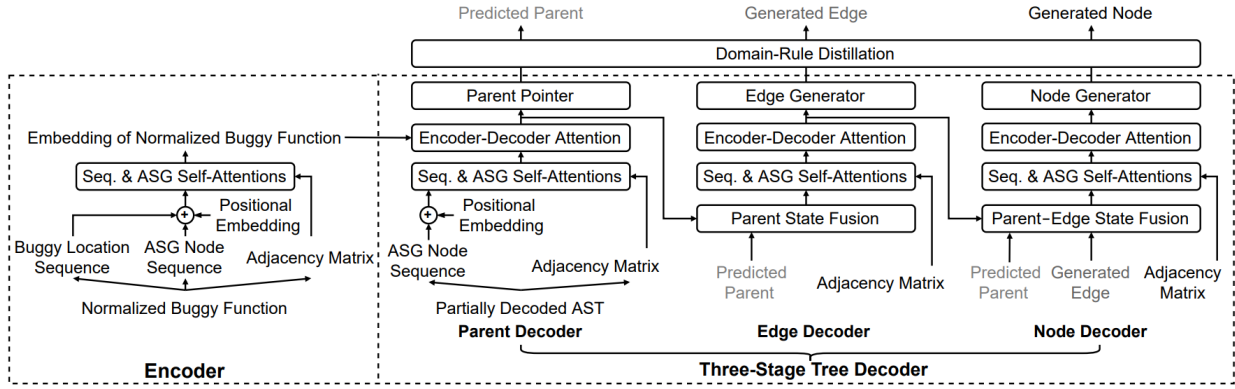 Predicted Parent
Generated Edge
Generated Node
Domain-Rule Distillation
Parent Pointer
Edge Generator
Node Generator
Embedding of Normalized Buggy Function
Encoder-Decoder Attention
Encoder-Decoder Attention
Encoder-Decoder Attention
Seq. & ASG Self-Attentions
Seq. & ASG Self-Attentions
Seq. & ASG Self-Attentions
Seq. & ASG Self-Attentions
+
Positional
Embedding
+
Positional
Embedding
Parent State Fusion
Parent-Edge State Fusion
Buggy Location
Sequence
ASG Node
Sequence
Adjacency Matrix
ASG Node
Sequence
Adjacency Matrix
Predicted
Parent
Adjacency Matrix
Predicted
Parent
Generated
Edge
Adjacency
Matrix
Normalized Buggy Function
Partially Decoded AST
Parent Decoder
Edge Decoder
Node Decoder
Encoder
Three-Stage Tree Decoder